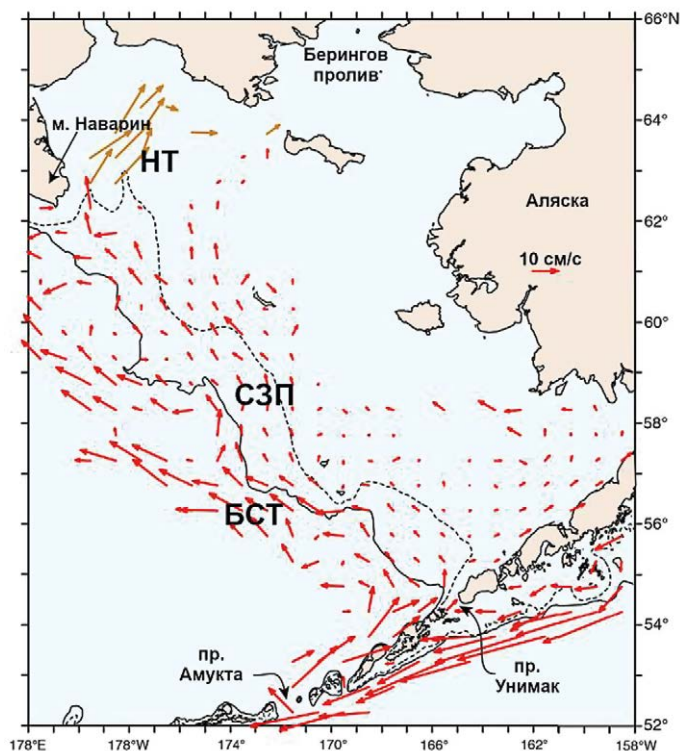 66°N
Берингов
пролив
64°
м. Наварин
НТ
Аляска
62°
10 см/с
60°
СЗП
58°
БСТ
56°
54°
пр.
Амукта
пр.
Унимак
52°
178°E
178°W
174°
170°
166°
162°
158°W